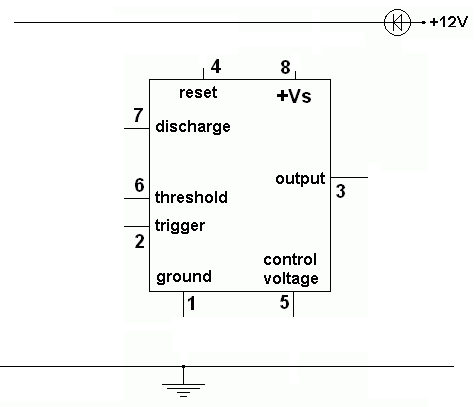 +12V
4 8
reset +Vs
7
discharge
output
3
6
threshold
trigger
2
control
voltage
ground
1 5